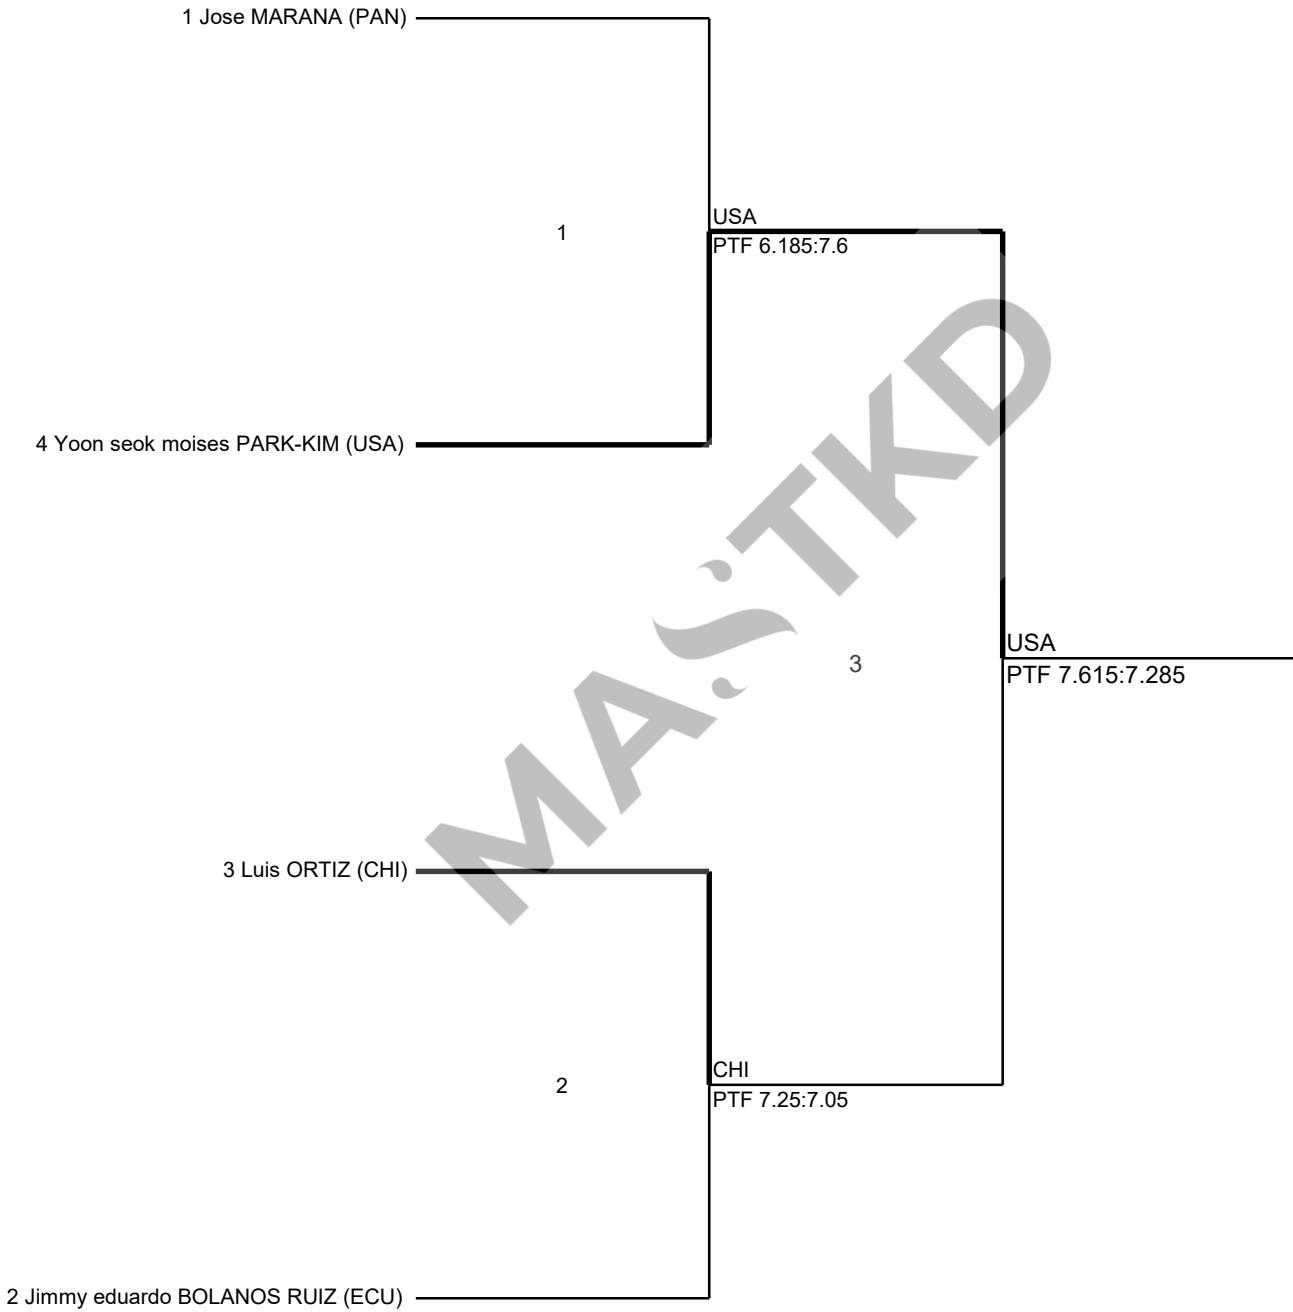 1 Jose MARANA (PAN)
1
USA
PTF 6.185:7.6
4 Yoon seok moises PARK-KIM (USA)
MASTKD
3
USA
PTF 7.615:7.285
3 Luis ORTIZ (CHI)
2
CHI
PTF 7.25:7.05
2 Jimmy eduardo BOLANOS RUIZ (ECU)